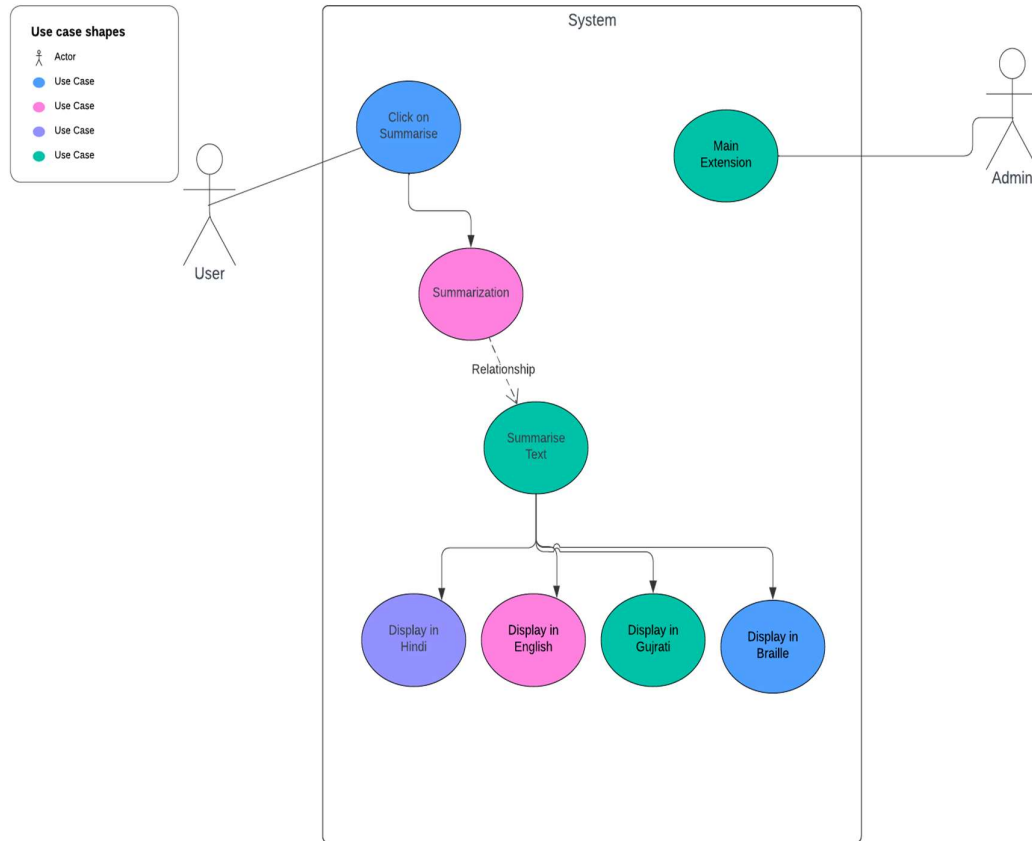 System
Use case shapes
Actor
Use Case
Use Case
Use Case
Use Case
Click on
Summarise
Main
Extension
Admin
User
Summarization
Relationship
Summarise
Text
Display in
Hindi
Display in
English
Display in
Gujrati
Display in
Braille